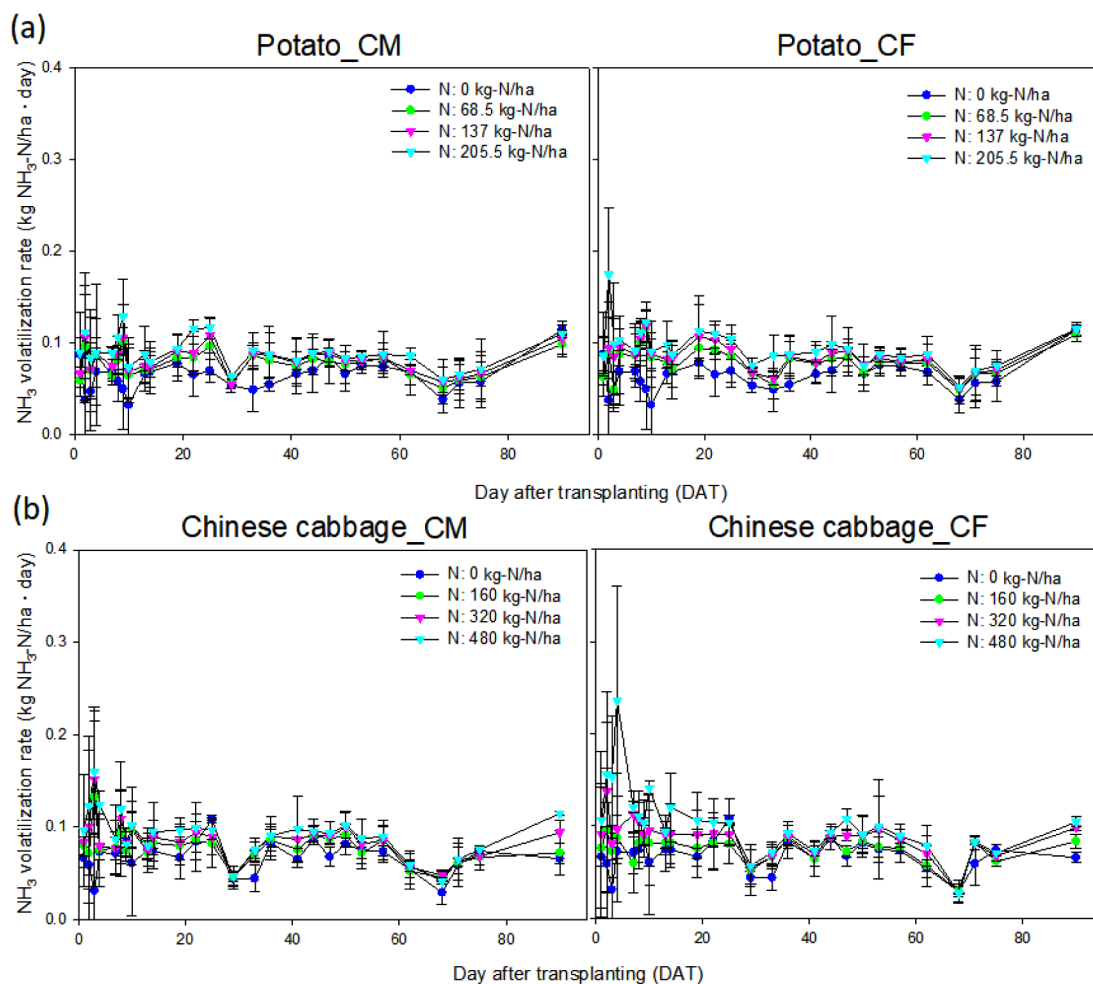 (a)
Potato_CM
Potato_CF
NH3 volatilization rate (kg NH3-N/ha · day)
0.4
0.3
0.2
0.1
0.0
N: 0 kg-N/ha
N: 68.5 kg-N/ha
N: 137 kg-N/ha
N: 205.5 kg-N/ha
N: 0 kg-N/ha
N: 68.5 kg-N/ha
N: 137 kg-N/ha
N: 205.5 kg-N/ha
0 20 40 60 80 0 20 40 60 80
Day after transplanting (DAT)
(b)
Chinese cabbage_CM
Chinese cabbage_CF
NH3 volatilization rate (kg NH3-N/ha · day)
0.4
0.3
0.2
0.1
0.0
N: 0 kg-N/ha
N: 160 kg-N/ha
N: 320 kg-N/ha
N: 480 kg-N/ha
N: 0 kg-N/ha
N: 160 kg-N/ha
N: 320 kg-N/ha
N: 480 kg-N/ha
0 20 40 60 80 0 20 40 60 80
Day after transplanting (DAT)